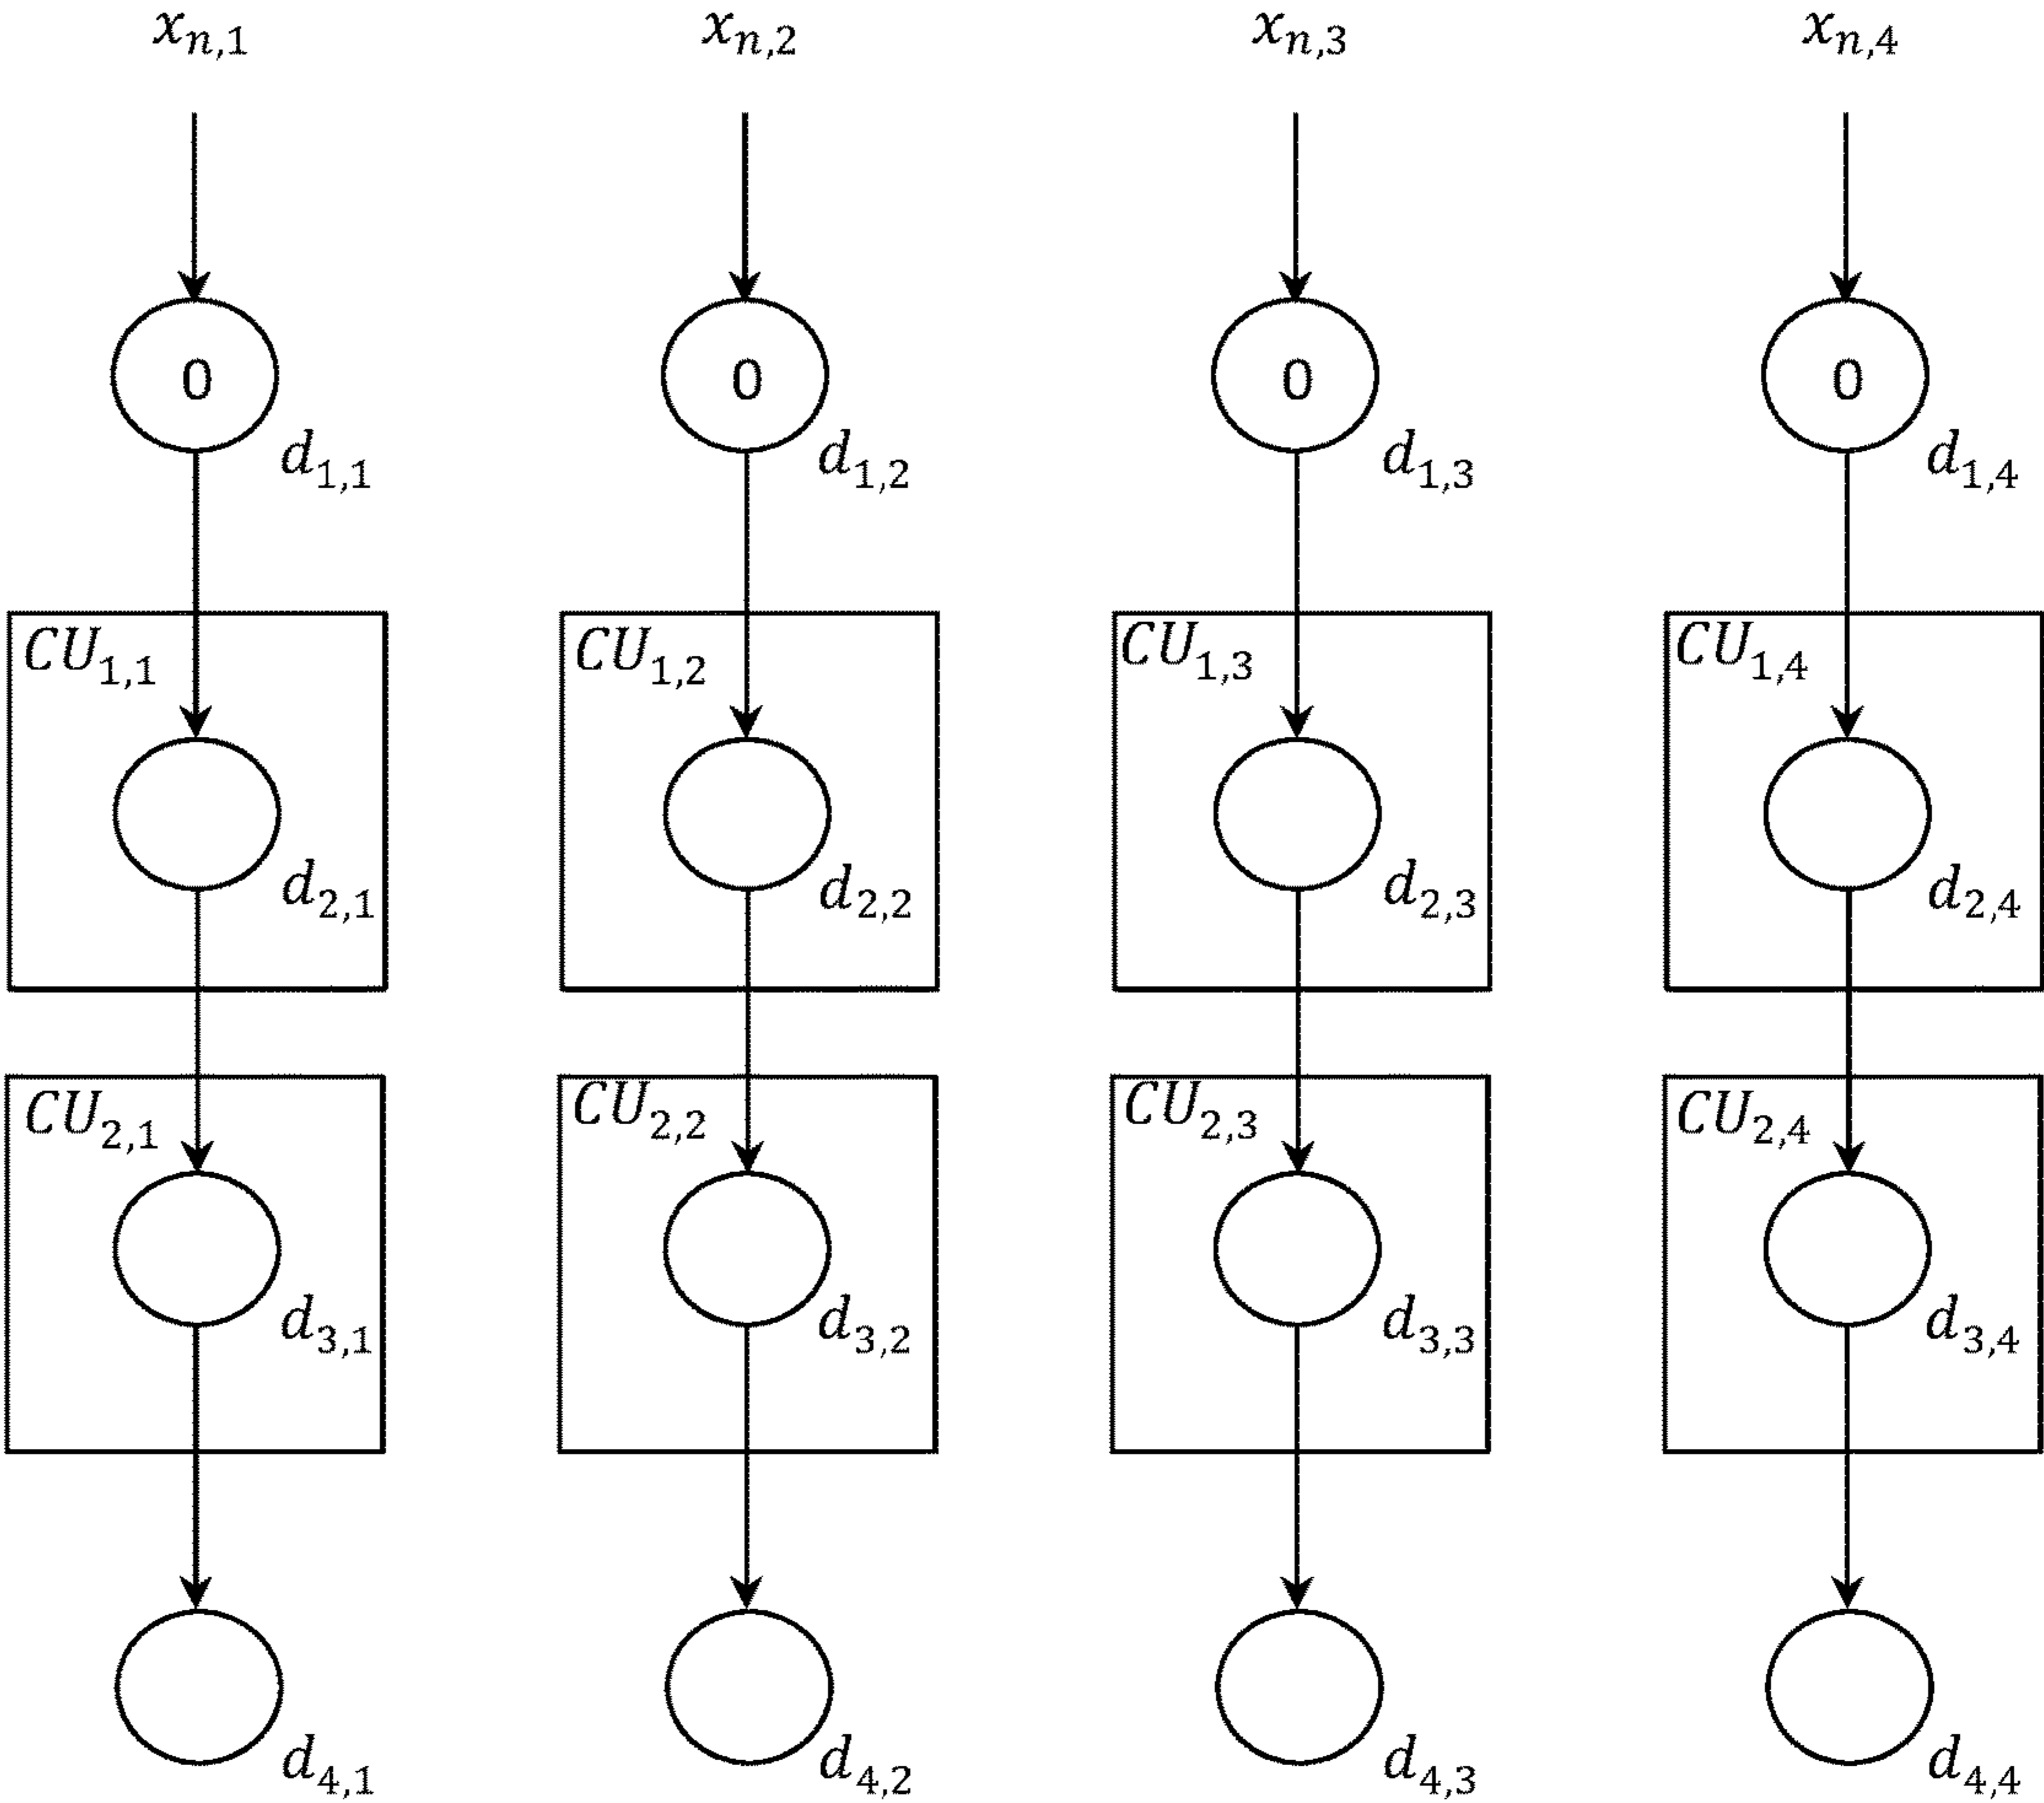 x_{n,1} x_{n,2} x_{n,3} x_{n,4}
0 0 0 0
d_{1,1} d_{1,2} d_{1,3} d_{1,4}
CU_{1,1} CU_{1,2} CU_{1,3} CU_{1,4}
d_{2,1} d_{2,2} d_{2,3} d_{2,4}
CU_{2,1} CU_{2,2} CU_{2,3} CU_{2,4}
d_{3,1} d_{3,2} d_{3,3} d_{3,4}
d_{4,1} d_{4,2} d_{4,3} d_{4,4}